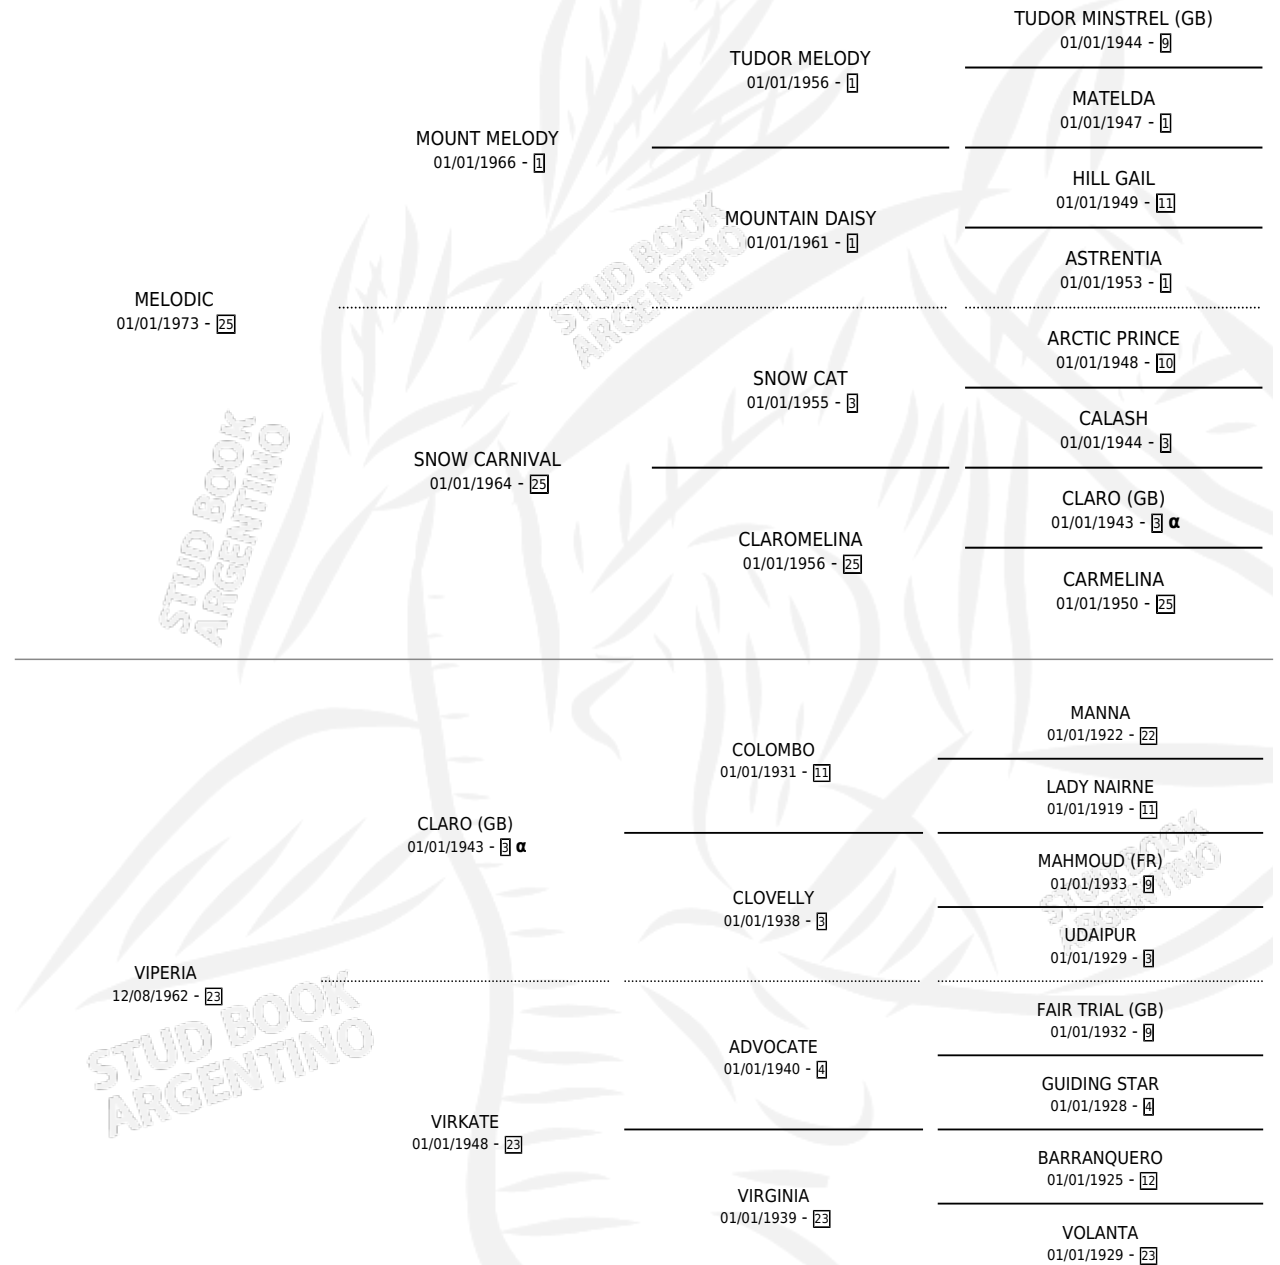 TUDOR MINSTREL (GB)
01/01/1944 - 9
TUDOR MELODY
01/01/1956 - 1
MATELDA
01/01/1947 - 1
MOUNT MELODY
01/01/1966 - 1
HILL GAIL
01/01/1949 - 11
MOUNTAIN DAISY
01/01/1961 - 1
ASTRENTIA
01/01/1953 - 1
MELODIC
01/01/1973 - 25
ARCTIC PRINCE
01/01/1948 - 10
SNOW CAT
01/01/1955 - 3
CALASH
01/01/1944 - 3
SNOW CARNIVAL
01/01/1964 - 25
CLARO (GB)
01/01/1943 - 3 α
CLAROMELINA
01/01/1956 - 25
CARMELINA
01/01/1950 - 25
MANNA
01/01/1922 - 22
COLOMBO
01/01/1931 - 11
LADY NAIRNE
01/01/1919 - 11
CLARO (GB)
01/01/1943 - 3 α
MAHMOUD (FR)
01/01/1933 - 9
CLOVELLY
01/01/1938 - 3
UDAIPUR
01/01/1929 - 3
VIPERIA
12/08/1962 - 23
FAIR TRIAL (GB)
01/01/1932 - 9
ADVOCATE
01/01/1940 - 4
GUIDING STAR
01/01/1928 - 4
VIRKATE
01/01/1948 - 23
BARRANQUERO
01/01/1925 - 12
VIRGINIA
01/01/1939 - 23
VOLANTA
01/01/1929 - 23
STUD BOOK
ARGENTINO
STUD BOOK
ARGENTINO
STUD BOOK
ARGENTINO
STUD BOOK
ARGENTINO